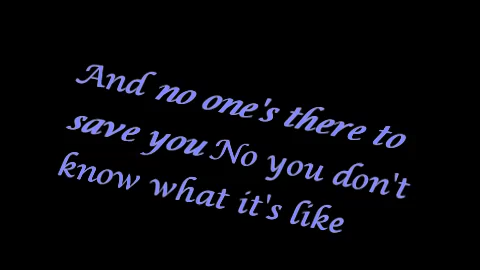 And no one's there to
save you No you don't
know what it's like